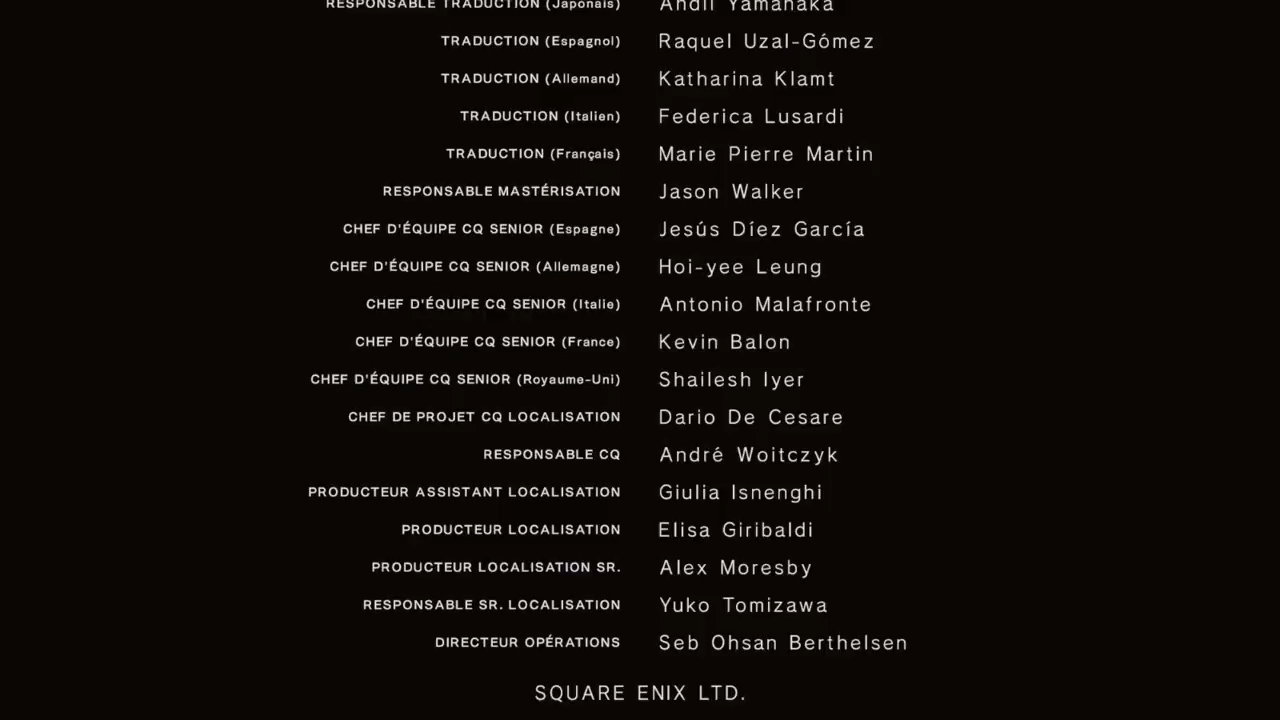 RESPONSABLE TRADUCTION (Japonais) Andil Yamanaka
TRADUCTION (Espagnol) Raquel Uzal-Gómez
TRADUCTION (Allemand) Katharina Klamt
TRADUCTION (Italien) Federica Lusardi
TRADUCTION (Français) Marie Pierre Martin
RESPONSABLE MASTÉRISATION Jason Walker
CHEF D'ÉQUIPE CQ SENIOR (Espagne) Jesús Díez García
CHEF D'ÉQUIPE CQ SENIOR (Allemagne) Hoi-yee Leung
CHEF D'ÉQUIPE CQ SENIOR (Italie) Antonio Malafronte
CHEF D'ÉQUIPE CQ SENIOR (France) Kevin Balon
CHEF D'ÉQUIPE CQ SENIOR (Royaume-Uni) Shailesh Iyer
CHEF DE PROJET CQ LOCALISATION Dario De Cesare
RESPONSABLE CQ André Woitczyk
PRODUCTEUR ASSISTANT LOCALISATION Giulia Isnenghi
PRODUCTEUR LOCALISATION Elisa Giribaldi
PRODUCTEUR LOCALISATION SR. Alex Moresby
RESPONSABLE SR. LOCALISATION Yuko Tomizawa
DIRECTEUR OPÉRATIONS Seb Ohsan Berthelsen
SQUARE ENIX LTD.